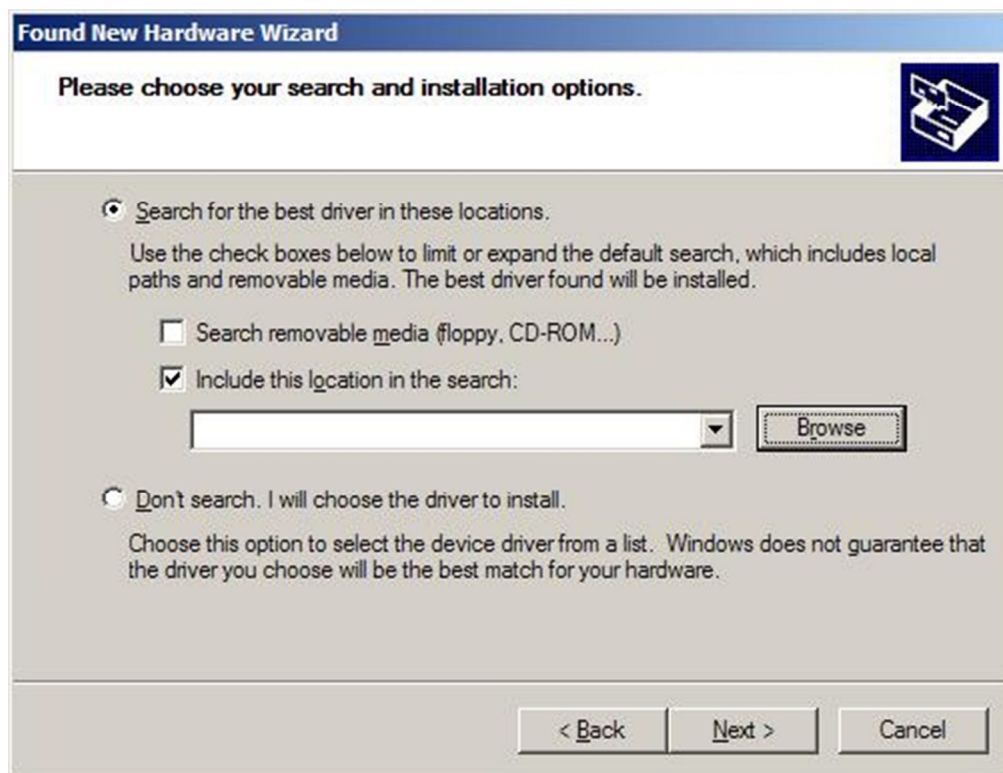 Found New Hardware Wizard
Please choose your search and installation options.
Search for the best driver in these locations.
Use the check boxes below to limit or expand the default search, which includes local
paths and removable media. The best driver found will be installed.
Search removable media (floppy, CD-ROM...)
Include this location in the search:
Browse
Don't search. I will choose the driver to install.
Choose this option to select the device driver from a list.  Windows does not guarantee that
the driver you choose will be the best match for your hardware.
< Back
Next >
Cancel